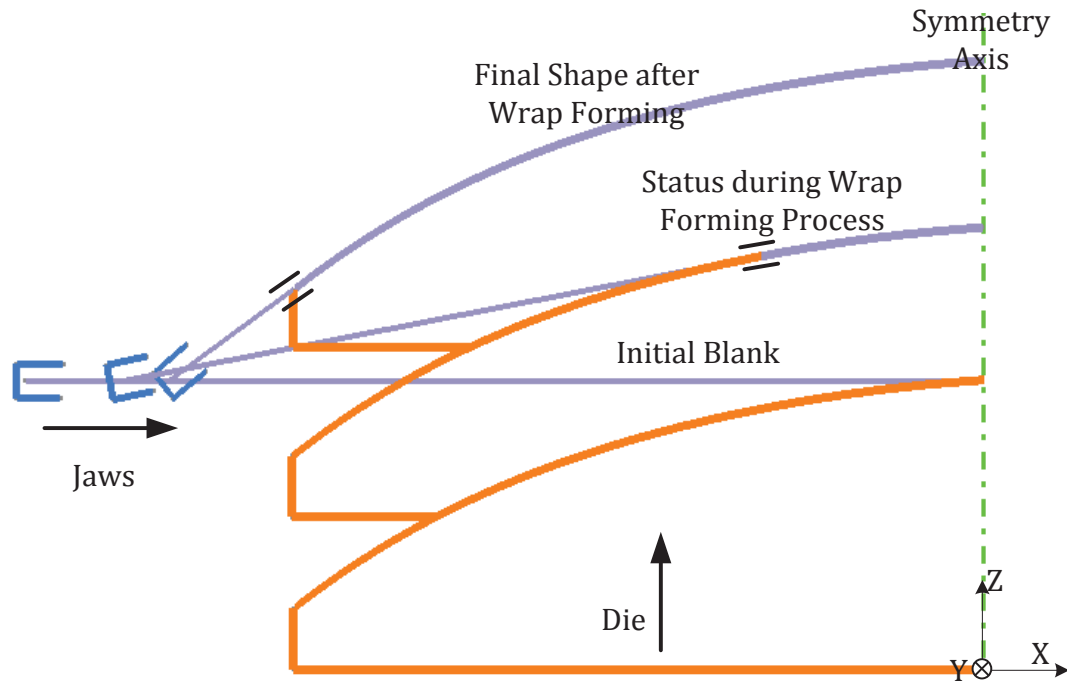 Symmetry
Axis
Final Shape after
Wrap Forming
Status during Wrap
Forming Process
Initial Blank
Jaws
Die
Z
X
Y